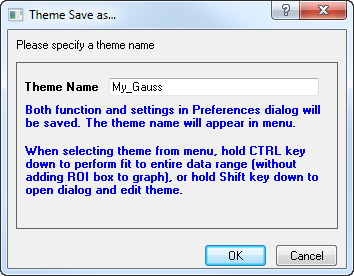 Theme Save as...
Please specify a theme name
Theme Name My_Gauss
Both function and settings in Preferences dialog will
be saved. The theme name will appear in menu.
When selecting theme from menu, hold CTRL key
down to perform fit to entire data range (without
adding ROI box to graph), or hold Shift key down to
open dialog and edit theme.
OK Cancel